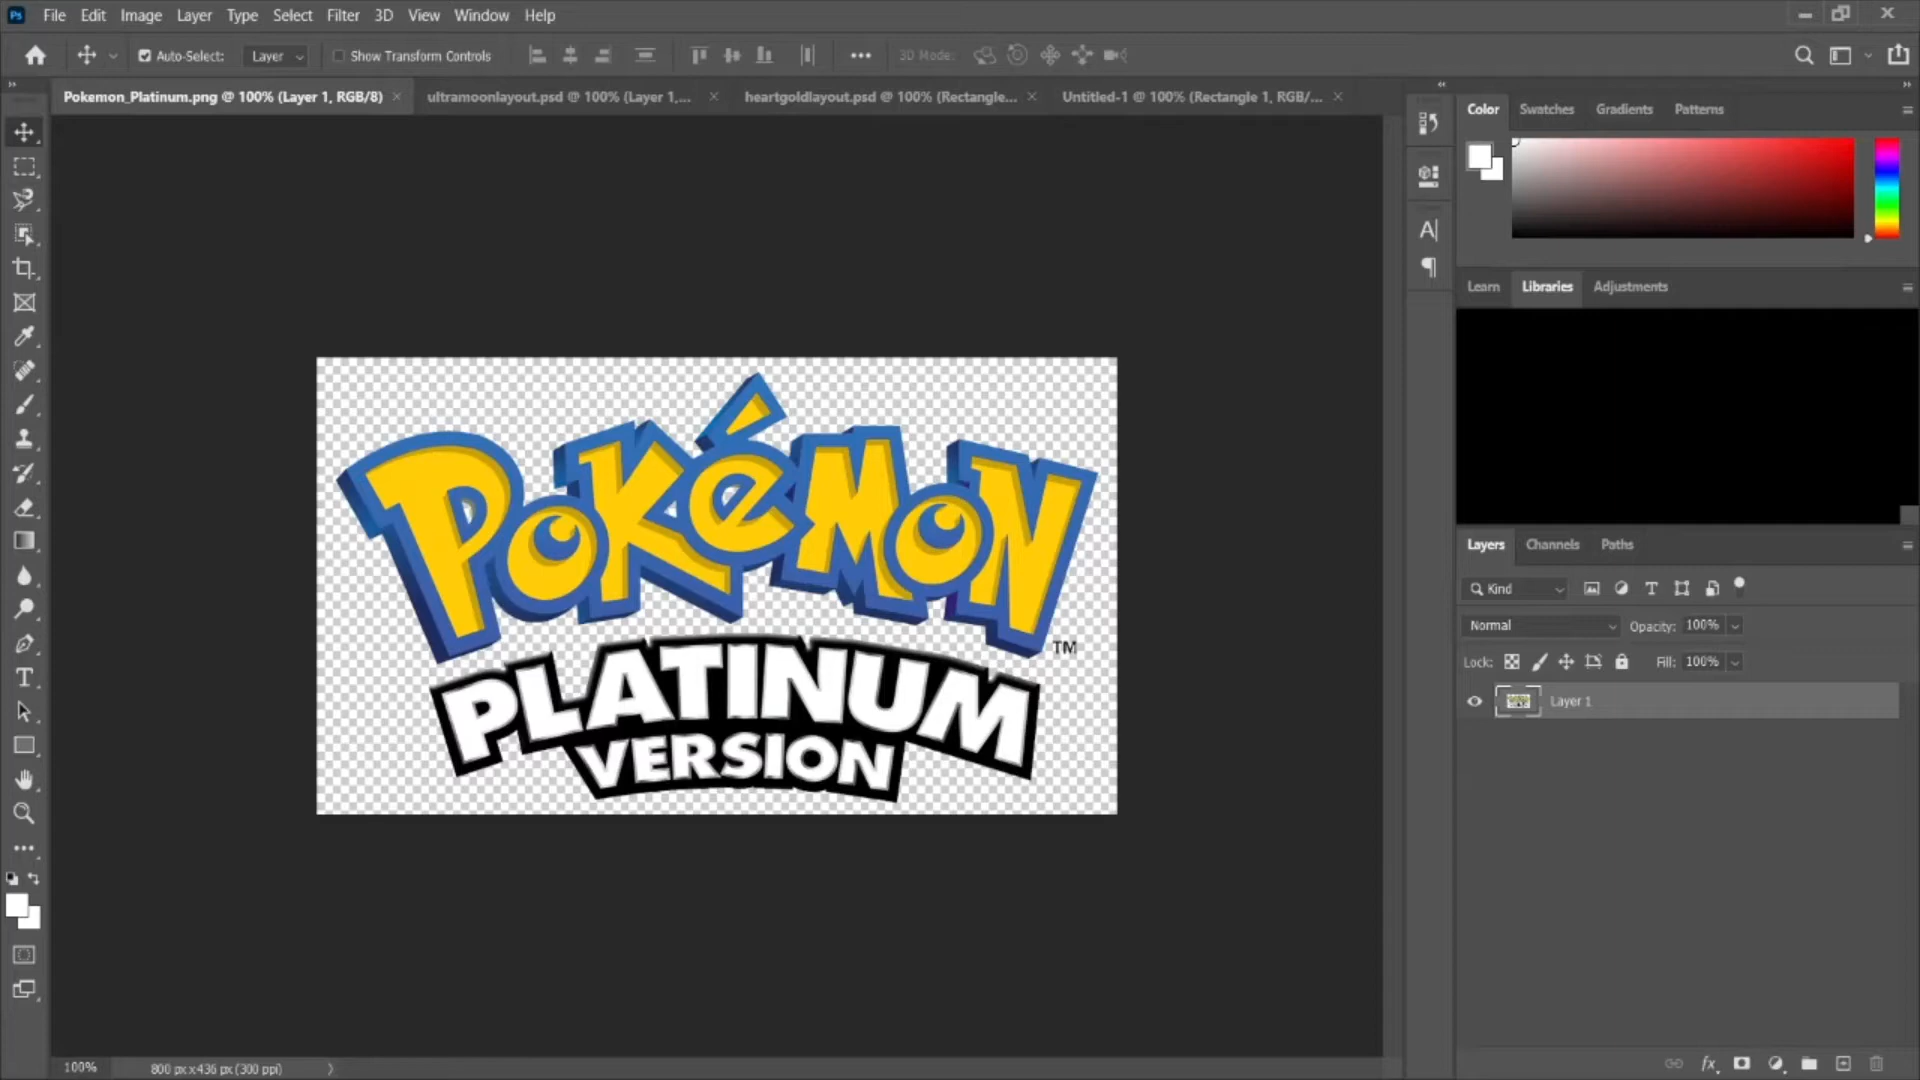 Ps File Edit Image Layer Type Select Filter 3D View Window Help
Auto-Select: Layer Show Transform Controls 3D Mode:
Pokemon_Platinum.png @ 100% (Layer 1, RGB/8) × ultramoonlayout.psd @ 100% (Layer 1,... × heartgoldlayout.psd @ 100% (Rectangle... × Untitled-1 @ 100% (Rectangle 1, RGB/... ×
Color Swatches Gradients Patterns
Learn Libraries Adjustments
POKéMON
TM
PLATINUM
VERSION
Layers Channels Paths
Kind
Normal Opacity: 100%
Lock: Fill: 100%
Layer 1
100% 800 px x 436 px (300 ppi)